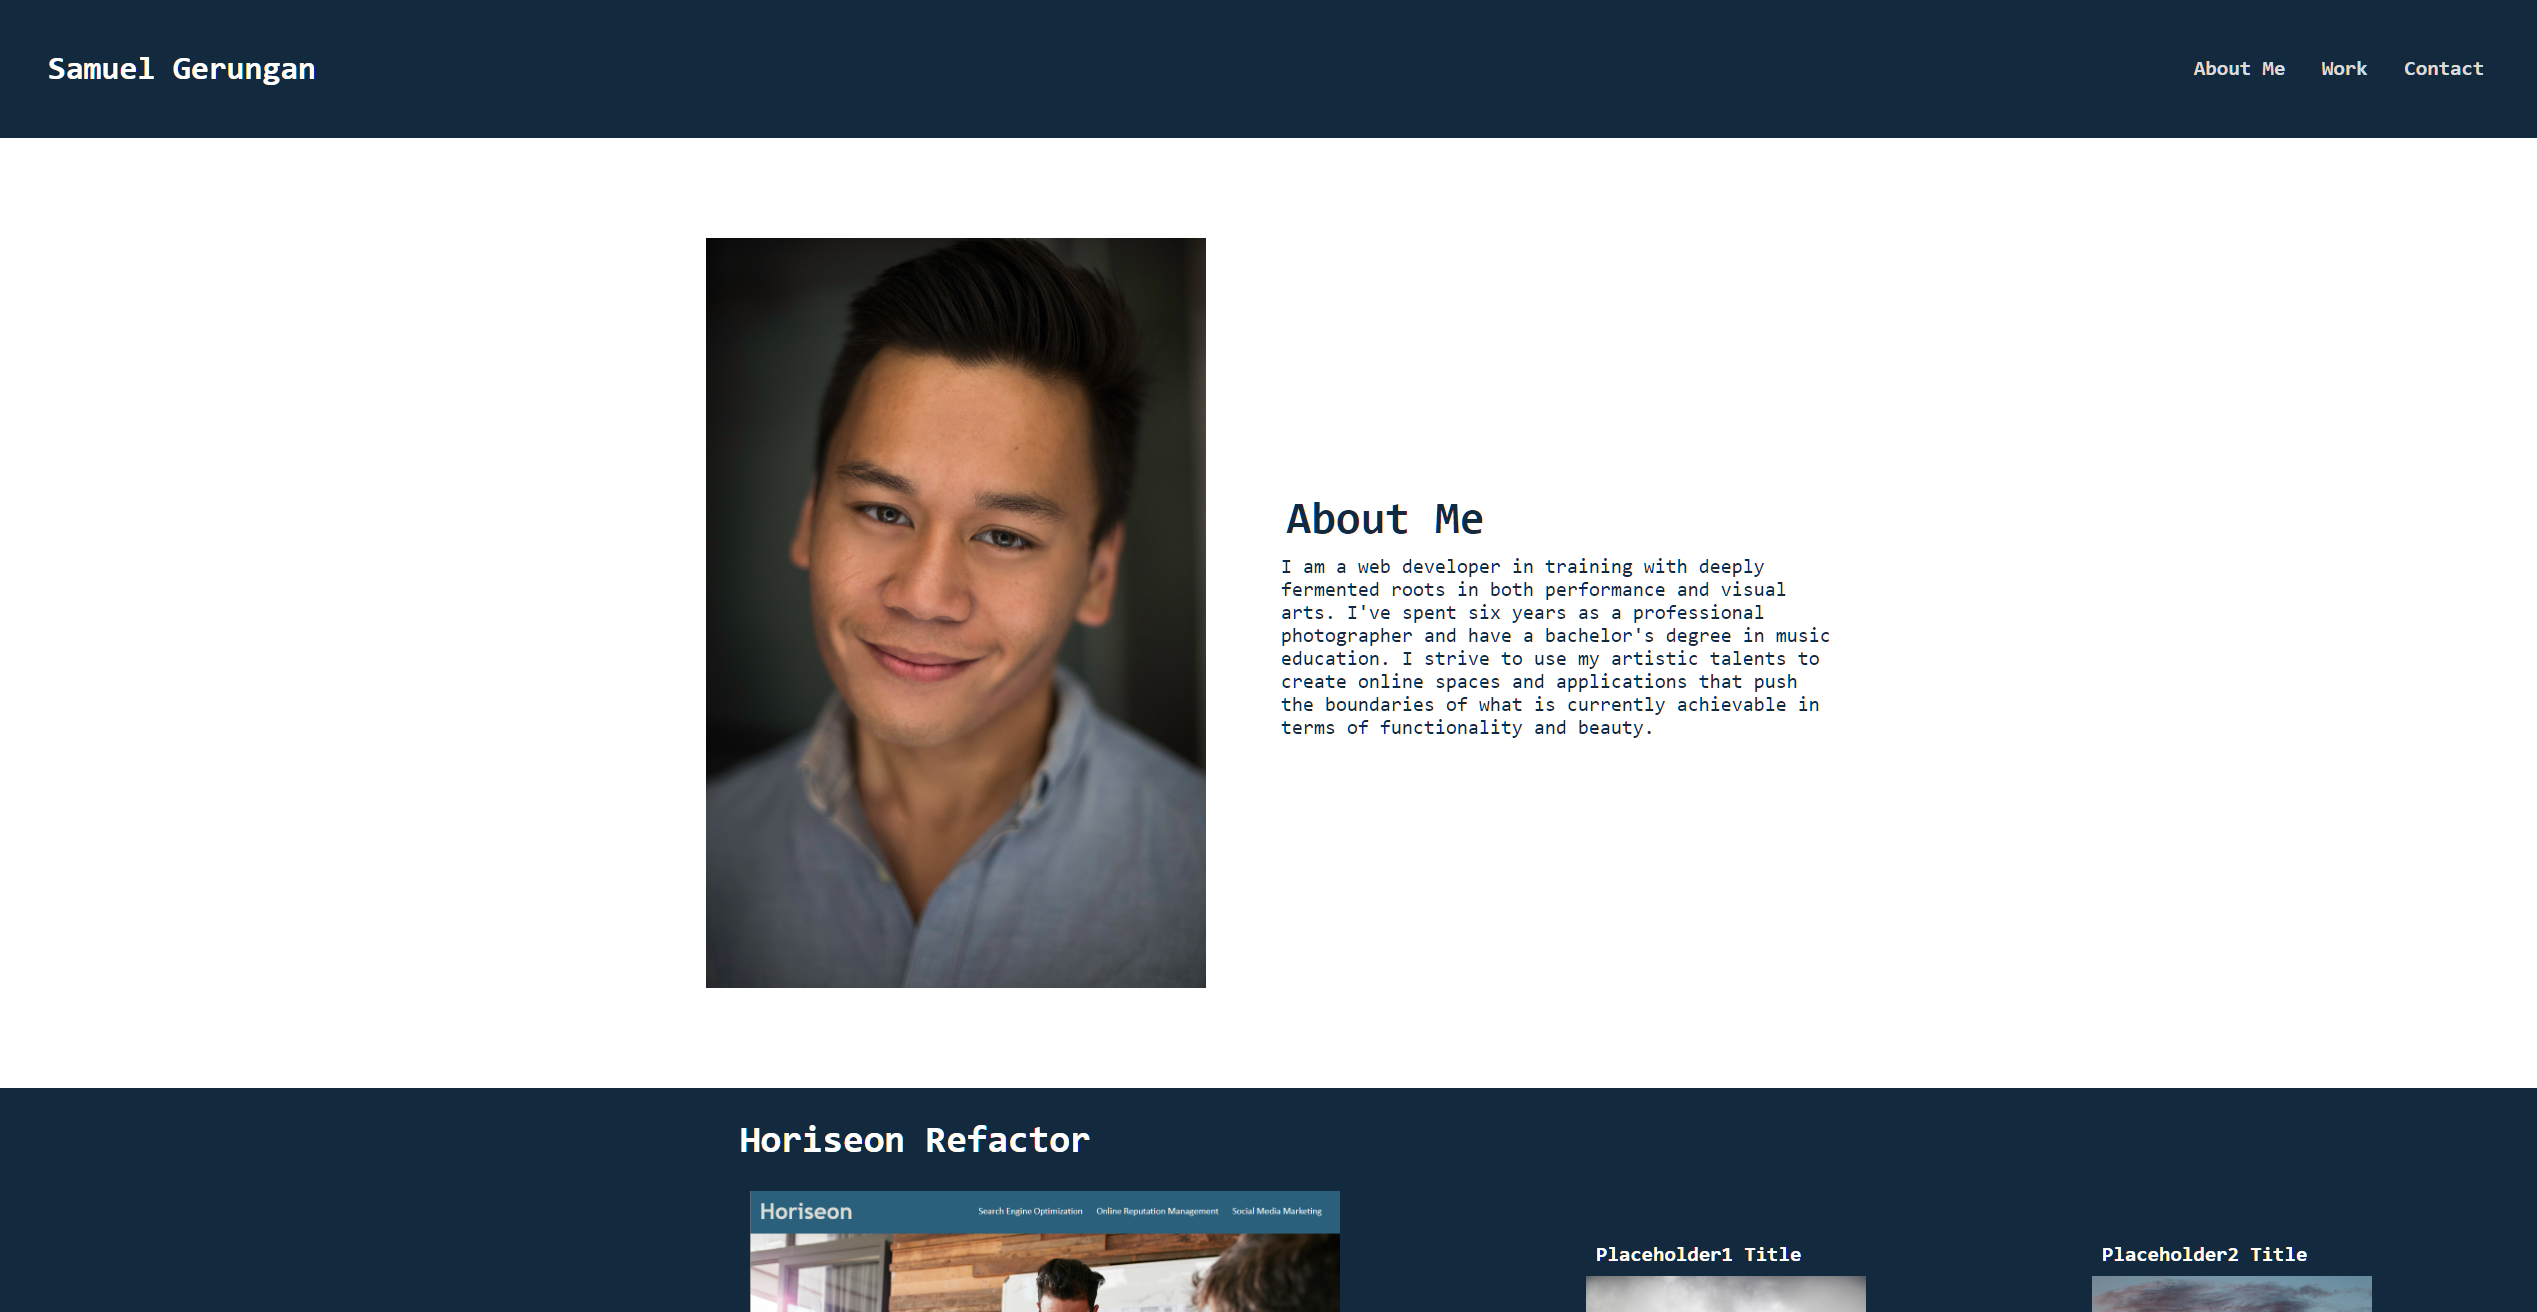 Samuel Gerungan
About Me
Work
Contact
About Me
I am a web developer in training with deeply
fermented roots in both performance and visual
arts. I've spent six years as a professional
photographer and have a bachelor's degree in music
education. I strive to use my artistic talents to
create online spaces and applications that push
the boundaries of what is currently achievable in
terms of functionality and beauty.
Horiseon Refactor
Horiseon
Search Engine Optimization
Online Reputation Management
Social Media Marketing
Placeholder1 Title
Placeholder2 Title